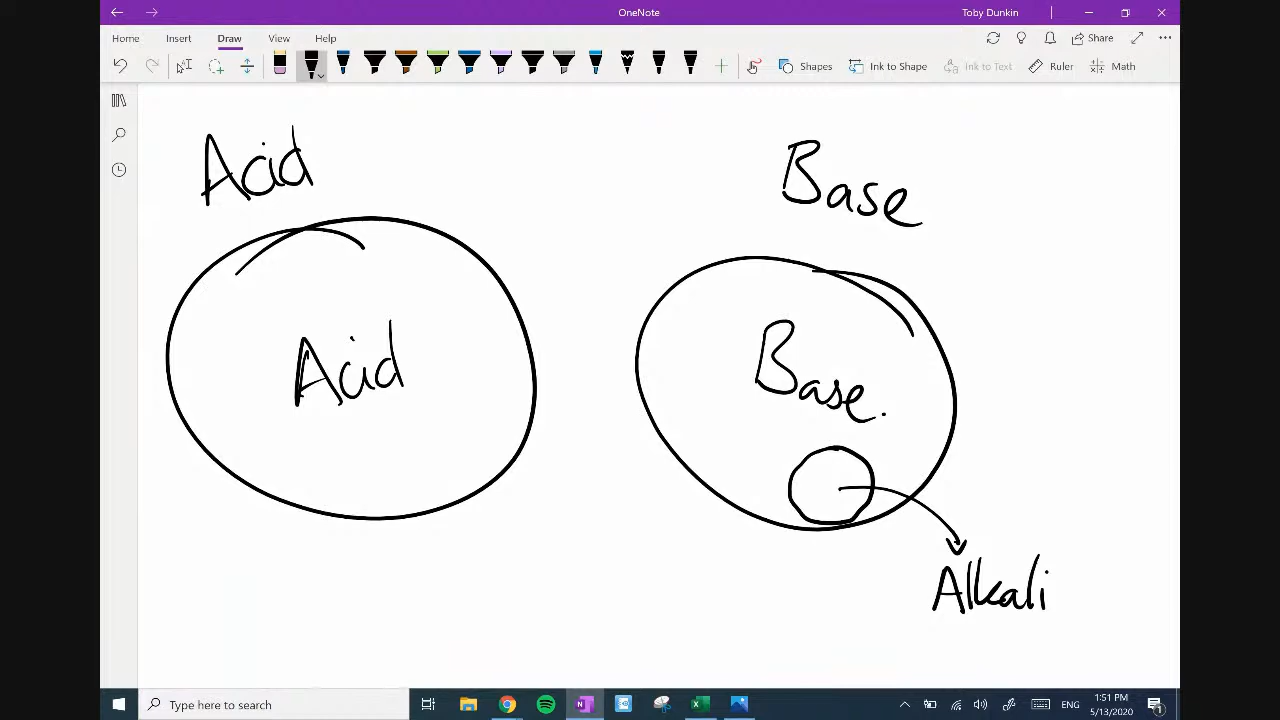 OneNote
Toby Dunkin
Home Insert Draw View Help
Share
Shapes Ink to Shape Ink to Text Ruler Math
Acid
Base
Acid
Base.
Alkali
Type here to search
ENG
1:51 PM
5/13/2020
1